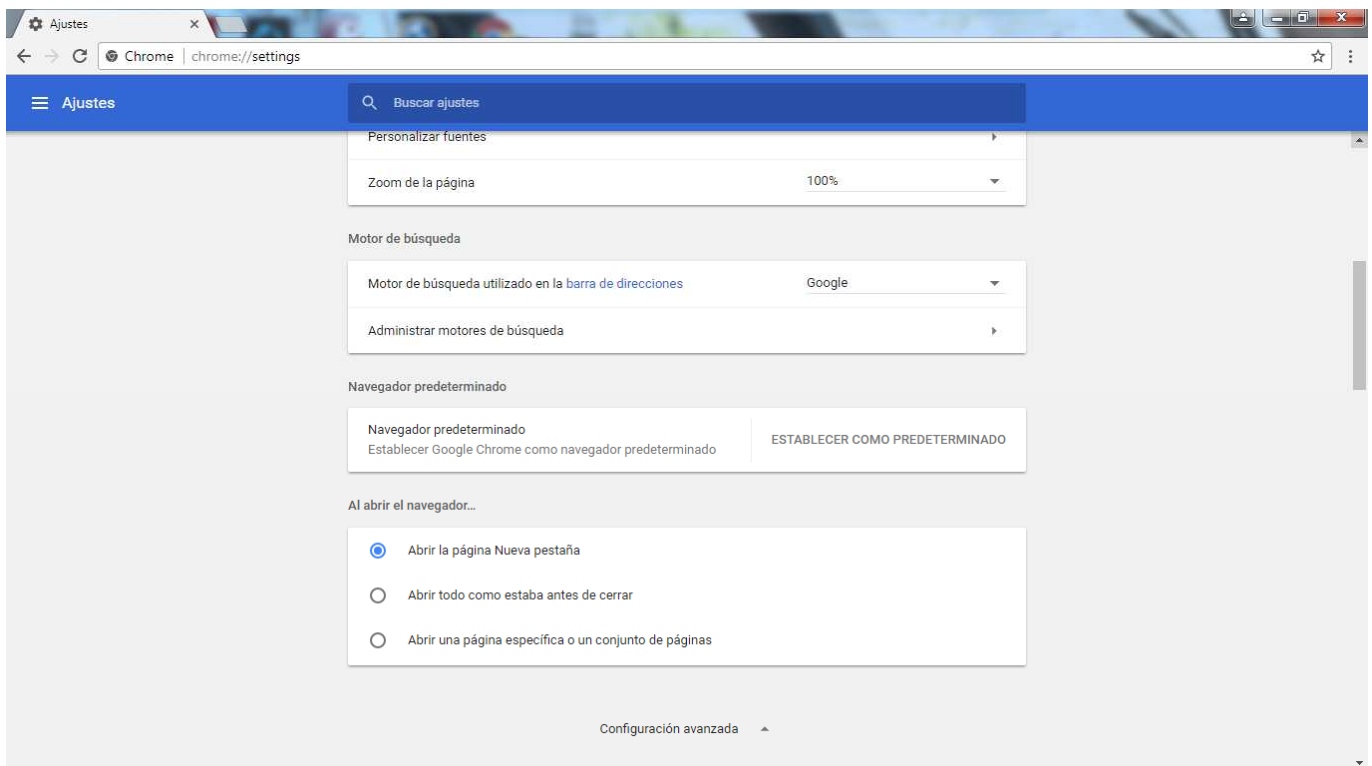 Ajustes
Chrome | chrome://settings
Ajustes
Buscar ajustes
Personalizar fuentes
Zoom de la página 100%
Motor de búsqueda
Motor de búsqueda utilizado en la barra de direcciones Google
Administrar motores de búsqueda
Navegador predeterminado
Navegador predeterminado
Establecer Google Chrome como navegador predeterminado
ESTABLECER COMO PREDETERMINADO
Al abrir el navegador...
Abrir la página Nueva pestaña
Abrir todo como estaba antes de cerrar
Abrir una página específica o un conjunto de páginas
Configuración avanzada